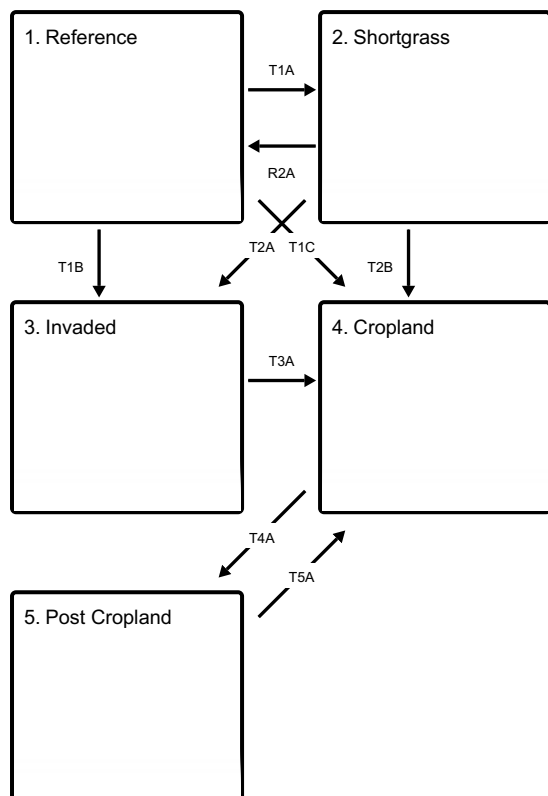 1. Reference
2. Shortgrass
T1A
R2A
T1B
T2A
T1C
T2B
3. Invaded
4. Cropland
T3A
T4A
T5A
5. Post Cropland